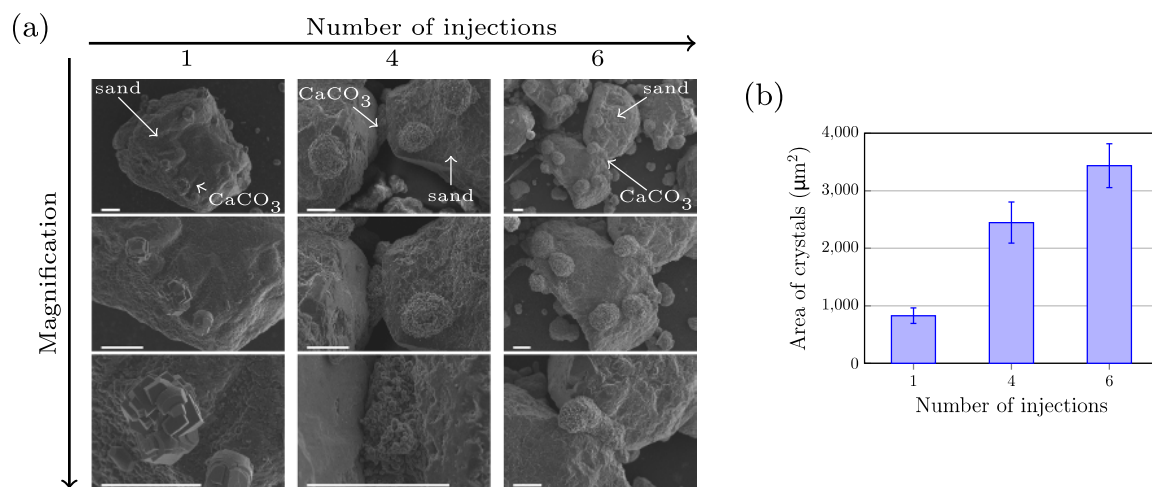 (a)
Number of injections
1 4 6
Magnification
sand
CaCO3
CaCO3
sand
sand
CaCO3
(b)
Area of crystals (μm²)
4,000
3,000
2,000
1,000
0
1 4 6
Number of injections